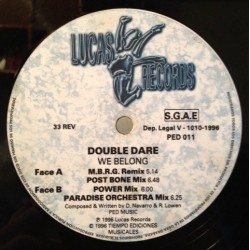 LUCAS
RECORDS
33 REV
S.G.A.E
Dep. Legal V - 1010-1996
PED 011
DOUBLE DARE
WE BELONG
Face A M.B.R.G. Remix 5.14
POST BONE Mix 6.48
Face B POWER Mix 6.00
PARADISE ORCHESTRA Mix 6.25
Composed & Written by D. Navarro & R. Lowen
PED MUSIC
℗ 1996 Lucas Records
© 1996 TIEMPO EDICIONES
MUSICALES